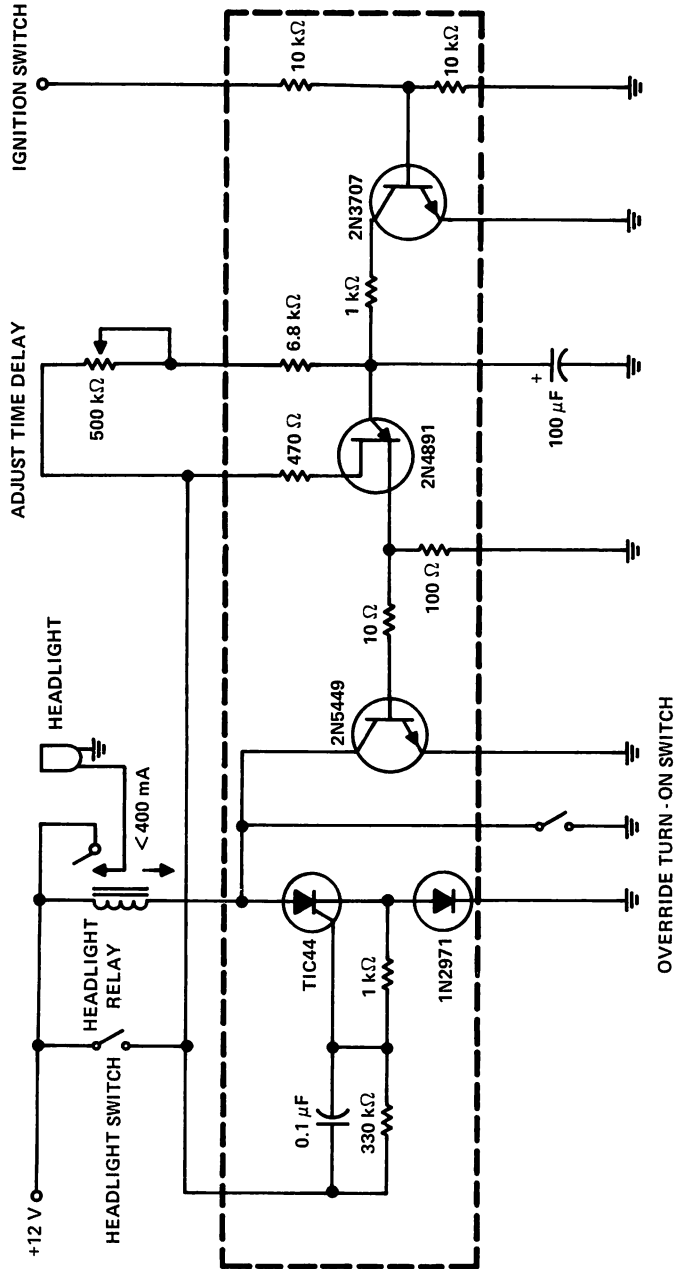 IGNITION SWITCH
ADJUST TIME DELAY
HEADLIGHT
HEADLIGHT
RELAY
HEADLIGHT SWITCH
+12 V
<400 mA
500 kΩ
10 kΩ
6.8 kΩ
470 Ω
10 kΩ
2N3707
1 kΩ
2N4891
10 Ω
100 Ω
2N5449
TIC44
1 kΩ
1N2971
0.1 μF
330 kΩ
+
100 μF
OVERRIDE TURN-ON SWITCH